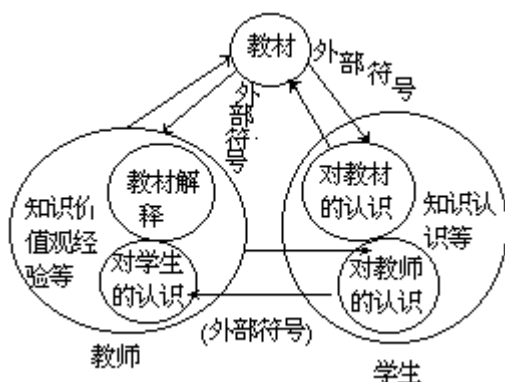 教材
外部符号
外部符号
教材解
释
知识价
值观经
验等
对学生
的认识
对教材
的认识
知识认
识等
对教师
的认识
(外部符号)
教师
学生